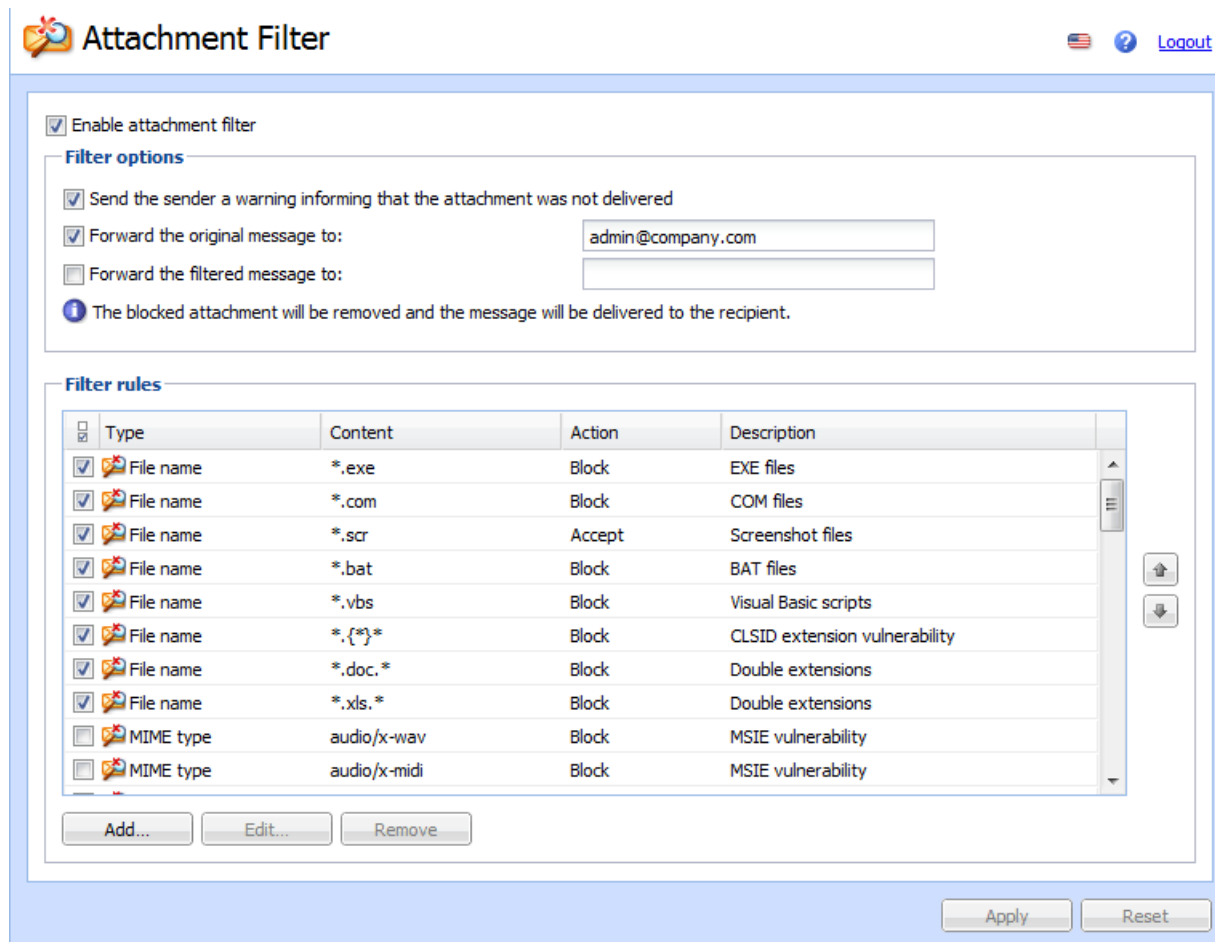 Attachment Filter
? Logout
Enable attachment filter
Filter options
Send the sender a warning informing that the attachment was not delivered
Forward the original message to: admin@company.com
Forward the filtered message to:
i The blocked attachment will be removed and the message will be delivered to the recipient.
Filter rules
Type Content Action Description
File name *.exe Block EXE files
File name *.com Block COM files
File name *.scr Accept Screenshot files
File name *.bat Block BAT files
File name *.vbs Block Visual Basic scripts
File name *.{*}* Block CLSID extension vulnerability
File name *.doc.* Block Double extensions
File name *.xls.* Block Double extensions
MIME type audio/x-wav Block MSIE vulnerability
MIME type audio/x-midi Block MSIE vulnerability
Add... Edit... Remove
Apply Reset